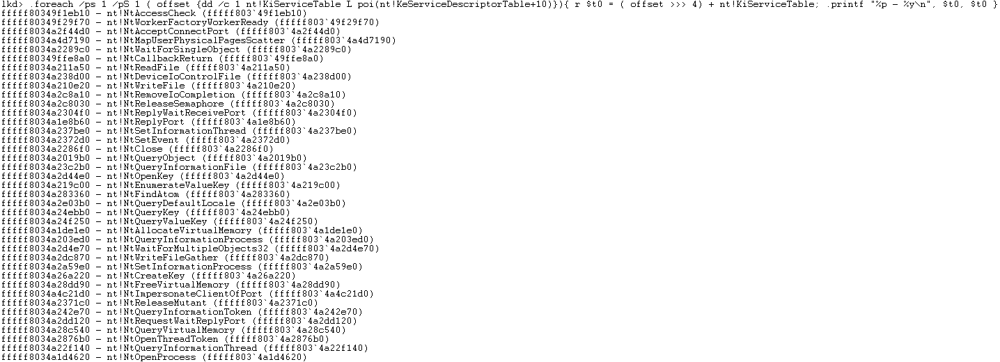 lkd> .foreach /ps 1 /pS 1 ( offset {dd /c 1 nt!KiServiceTable L poi(nt!KeServiceDescriptorTable+10)}){ r $t0 = ( offset >>> 4) + nt!KiServiceTable; .printf "%p - %y\n", $t0, $t0 }
fffff80349f1eb10 - nt!NtAccessCheck (fffff803`49f1eb10)
fffff80349f29f70 - nt!NtWorkerFactoryWorkerReady (fffff803`49f29f70)
fffff8034a2f44d0 - nt!NtAcceptConnectPort (fffff803`4a2f44d0)
fffff8034a4d7190 - nt!NtMapUserPhysicalPagesScatter (fffff803`4a4d7190)
fffff8034a2289c0 - nt!NtWaitForSingleObject (fffff803`4a2289c0)
fffff80349ffe8a0 - nt!NtCallbackReturn (fffff803`49ffe8a0)
fffff8034a211a50 - nt!NtReadFile (fffff803`4a211a50)
fffff8034a238d00 - nt!NtDeviceIoControlFile (fffff803`4a238d00)
fffff8034a210e20 - nt!NtWriteFile (fffff803`4a210e20)
fffff8034a2c8a10 - nt!NtRemoveIoCompletion (fffff803`4a2c8a10)
fffff8034a2c8030 - nt!NtReleaseSemaphore (fffff803`4a2c8030)
fffff8034a2304f0 - nt!NtReplyWaitReceivePort (fffff803`4a2304f0)
fffff8034a1e8b60 - nt!NtReplyPort (fffff803`4a1e8b60)
fffff8034a237be0 - nt!NtSetInformationThread (fffff803`4a237be0)
fffff8034a2372d0 - nt!NtSetEvent (fffff803`4a2372d0)
fffff8034a2286f0 - nt!NtClose (fffff803`4a2286f0)
fffff8034a2019b0 - nt!NtQueryObject (fffff803`4a2019b0)
fffff8034a23c2b0 - nt!NtQueryInformationFile (fffff803`4a23c2b0)
fffff8034a2d44e0 - nt!NtOpenKey (fffff803`4a2d44e0)
fffff8034a219c00 - nt!NtEnumerateValueKey (fffff803`4a219c00)
fffff8034a283360 - nt!NtFindAtom (fffff803`4a283360)
fffff8034a2e03b0 - nt!NtQueryDefaultLocale (fffff803`4a2e03b0)
fffff8034a24ebb0 - nt!NtQueryKey (fffff803`4a24ebb0)
fffff8034a24f250 - nt!NtQueryValueKey (fffff803`4a24f250)
fffff8034a1de1e0 - nt!NtAllocateVirtualMemory (fffff803`4a1de1e0)
fffff8034a203ed0 - nt!NtQueryInformationProcess (fffff803`4a203ed0)
fffff8034a2d4e70 - nt!NtWaitForMultipleObjects32 (fffff803`4a2d4e70)
fffff8034a2dc870 - nt!NtWriteFileGather (fffff803`4a2dc870)
fffff8034a2a59e0 - nt!NtSetInformationProcess (fffff803`4a2a59e0)
fffff8034a26a220 - nt!NtCreateKey (fffff803`4a26a220)
fffff8034a28dd90 - nt!NtFreeVirtualMemory (fffff803`4a28dd90)
fffff8034a4c21d0 - nt!NtImpersonateClientOfPort (fffff803`4a4c21d0)
fffff8034a2371c0 - nt!NtReleaseMutant (fffff803`4a2371c0)
fffff8034a242e70 - nt!NtQueryInformationToken (fffff803`4a242e70)
fffff8034a2dd120 - nt!NtRequestWaitReplyPort (fffff803`4a2dd120)
fffff8034a28c540 - nt!NtQueryVirtualMemory (fffff803`4a28c540)
fffff8034a2876b0 - nt!NtOpenThreadToken (fffff803`4a2876b0)
fffff8034a22f140 - nt!NtQueryInformationThread (fffff803`4a22f140)
fffff8034a1d4620 - nt!NtOpenProcess (fffff803`4a1d4620)